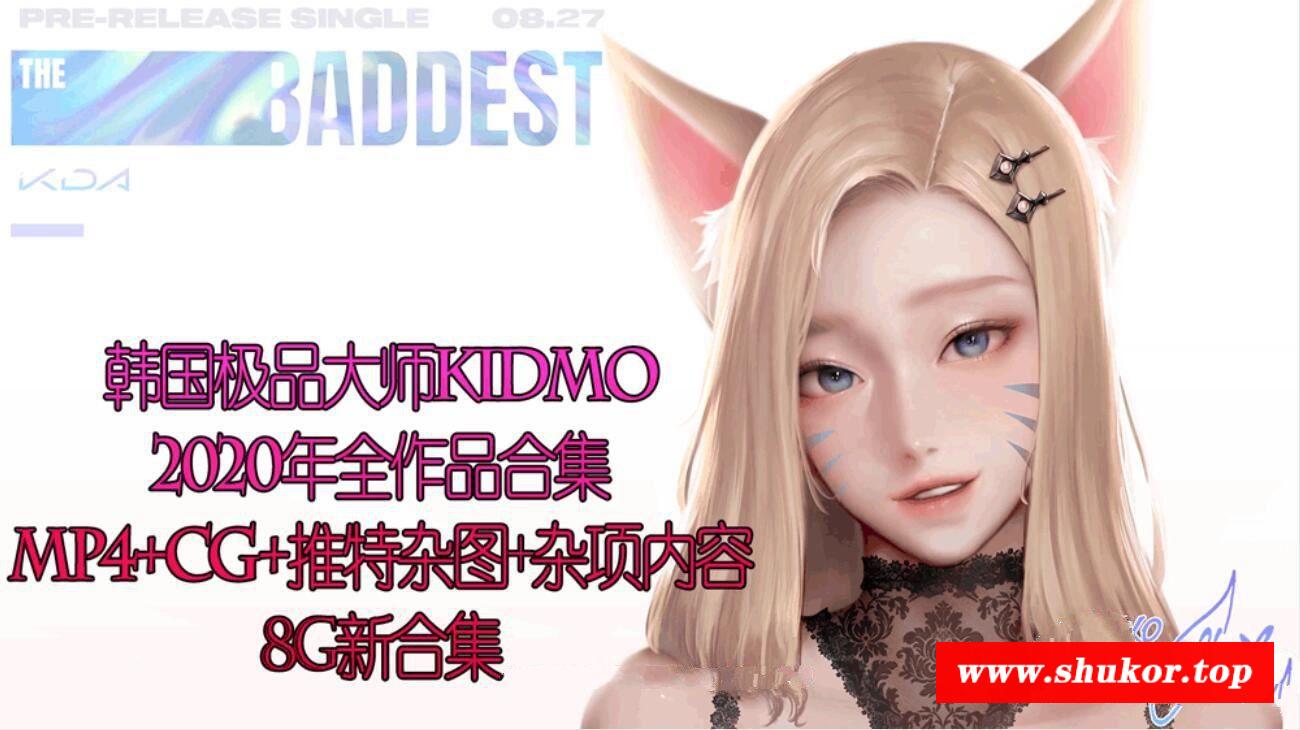 PRE-RELEASE SINGLE 08.27
THE BADDEST
K/DA
韩国极品大师KIDMO
2020年全作品合集
MP4+CG+推特杂图+杂项内容
8G新合集
www.shukor.top